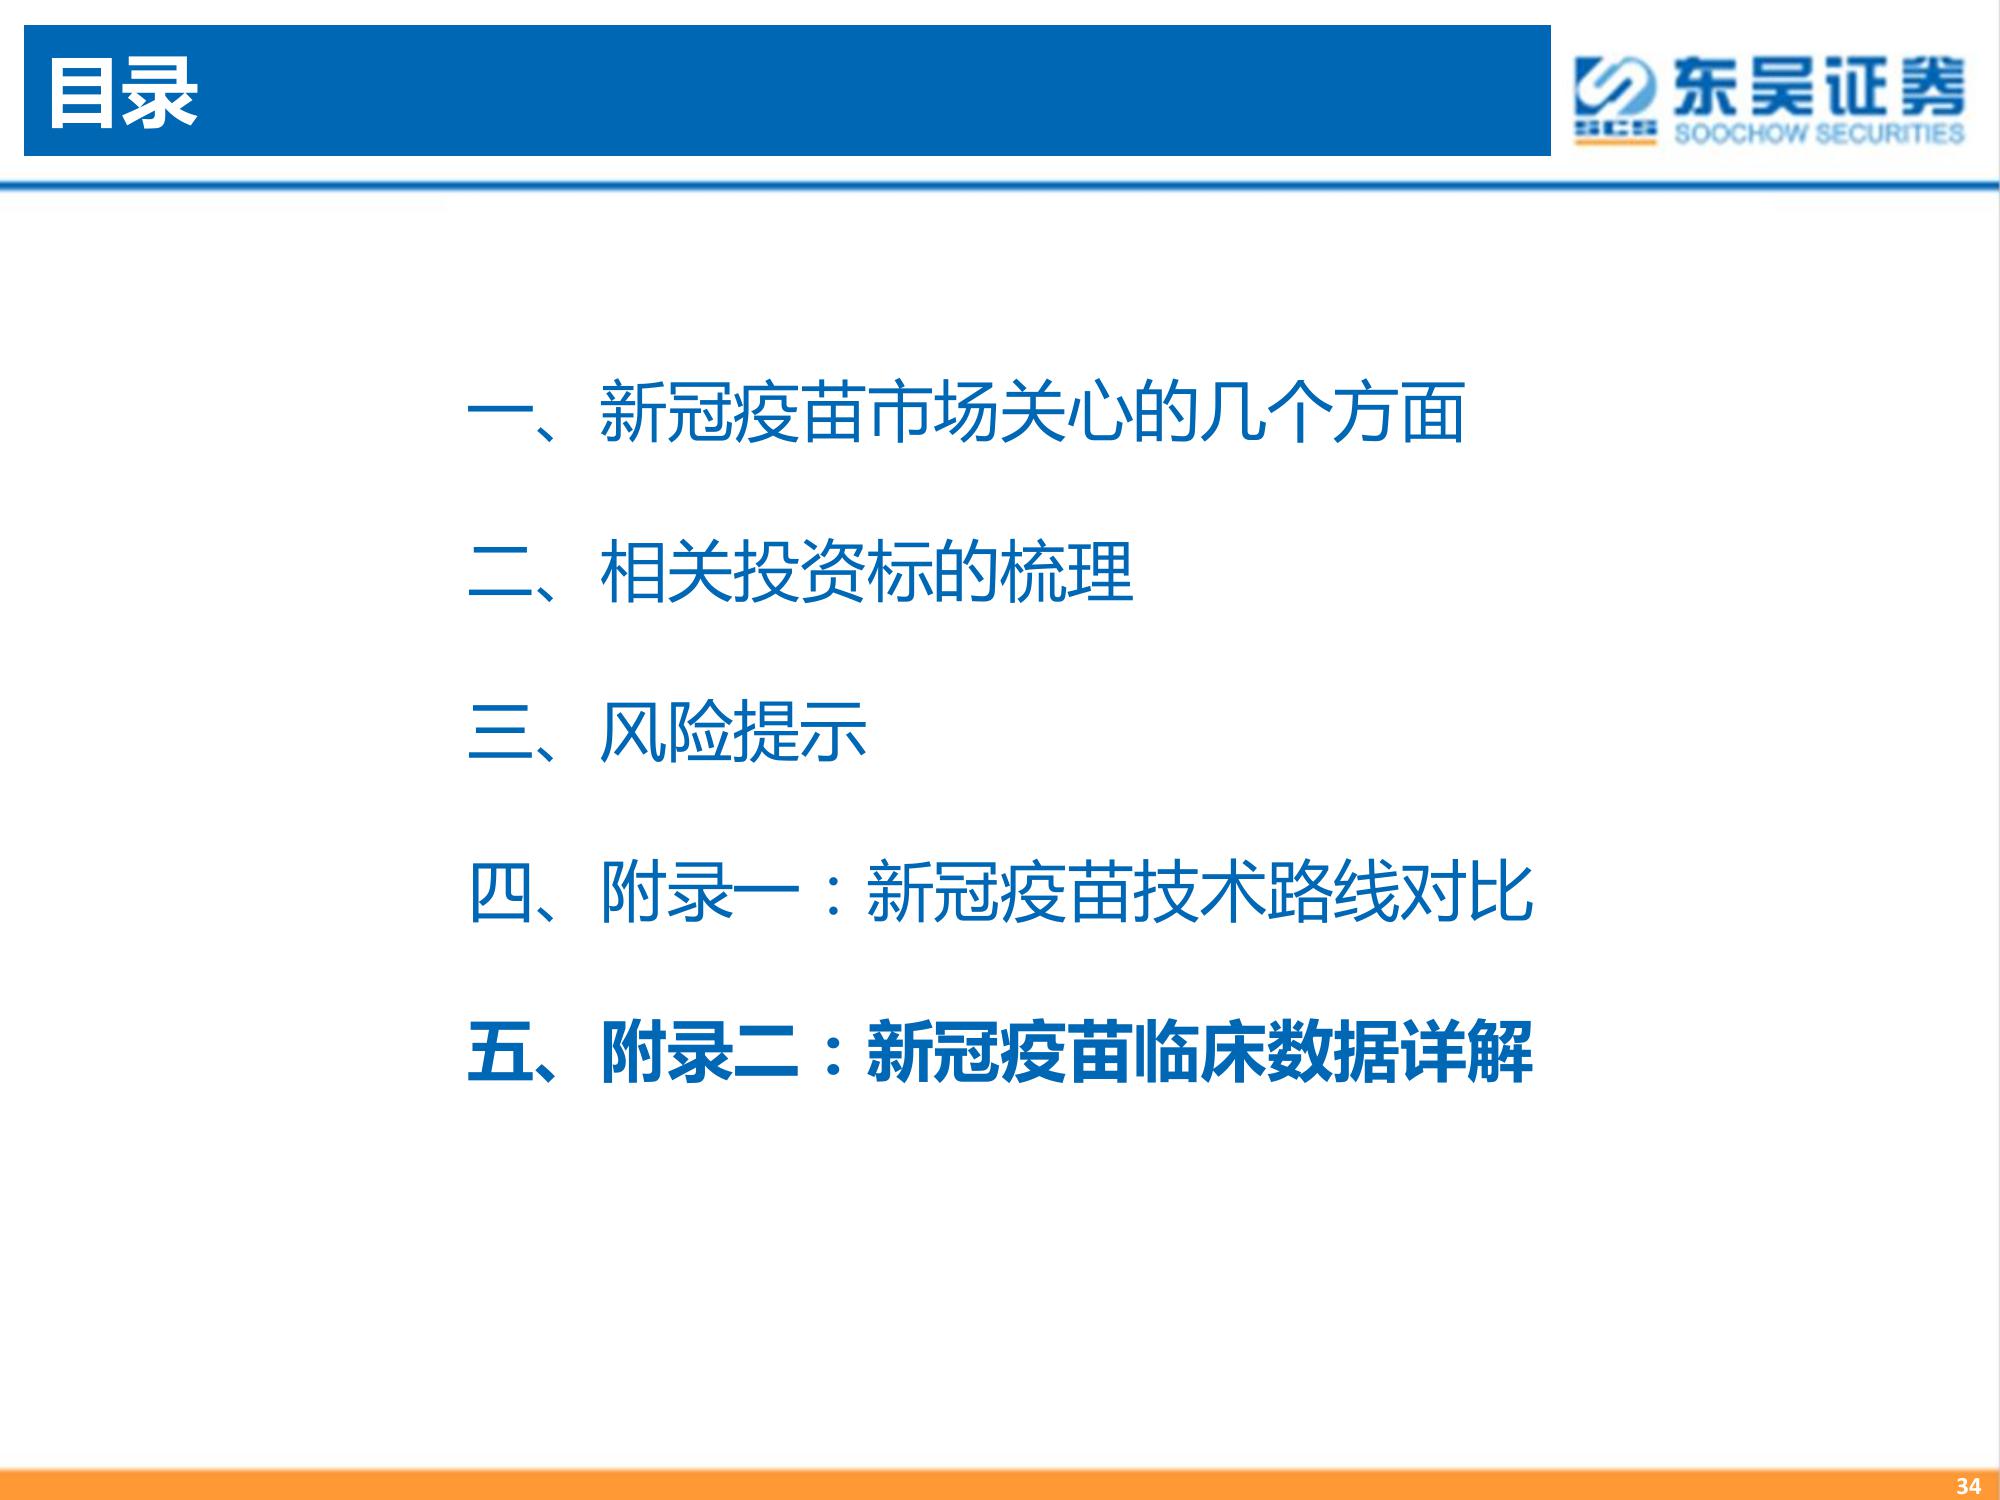 目录
东吴证券
SCS
SOOCHOW SECURITIES
一、新冠疫苗市场关心的几个方面
二、相关投资标的梳理
三、风险提示
四、附录一：新冠疫苗技术路线对比
五、附录二：新冠疫苗临床数据详解
34